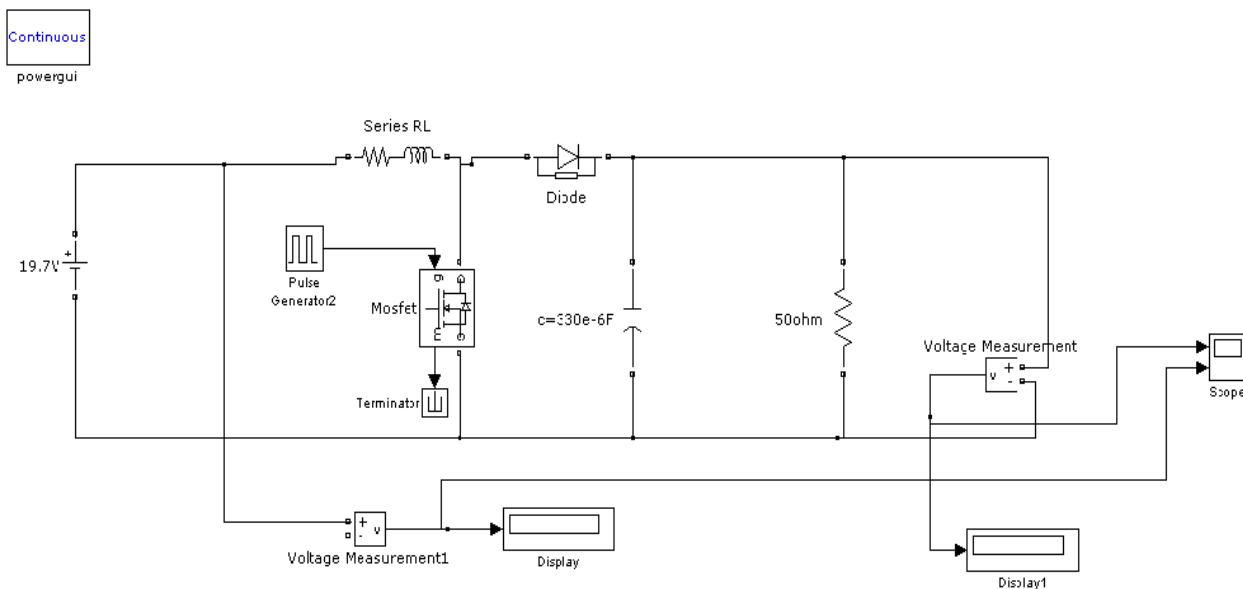 Continuous
powergui
Series RL
Diode
19.7V
Pulse
Generator2
g
D
Mosfet
m
c=330e-6F
50ohm
Voltage Measurement
+
v
-
Scope
Terminator
+
v
-
Voltage Measurement1
Display
Display1